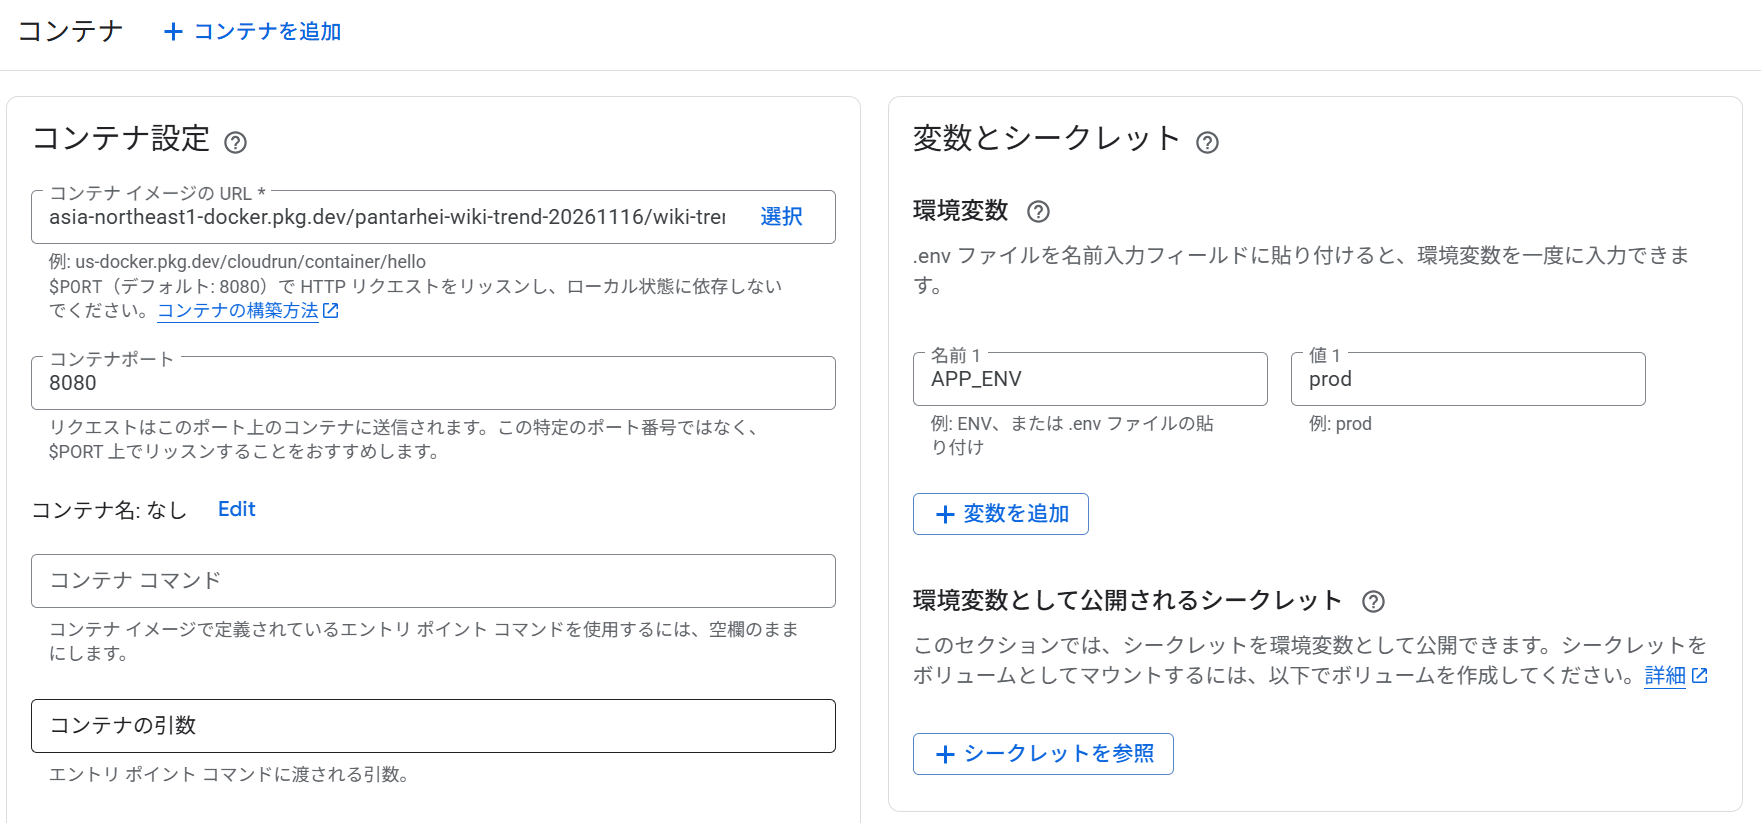 コンテナ
コンテナを追加
コンテナ設定
コンテナ イメージの URL *
asia-northeast1-docker.pkg.dev/pantarhei-wiki-trend-20261116/wiki-trer
選択
例: us-docker.pkg.dev/cloudrun/container/hello
$PORT（デフォルト: 8080）で HTTP リクエストをリッスンし、ローカル状態に依存しない
でください。コンテナの構築方法
コンテナポート
8080
リクエストはこのポート上のコンテナに送信されます。この特定のポート番号ではなく、
$PORT 上でリッスンすることをおすすめします。
コンテナ名: なし Edit
コンテナ コマンド
コンテナ イメージで定義されているエントリ ポイント コマンドを使用するには、空欄のまま
にします。
コンテナの引数
エントリ ポイント コマンドに渡される引数。
変数とシークレット
環境変数
.env ファイルを名前入力フィールドに貼り付けると、環境変数を一度に入力できま
す。
名前 1
APP_ENV
例: ENV、または .env ファイルの貼
り付け
値 1
prod
例: prod
変数を追加
環境変数として公開されるシークレット
このセクションでは、シークレットを環境変数として公開できます。シークレットを
ボリュームとしてマウントするには、以下でボリュームを作成してください。詳細
シークレットを参照